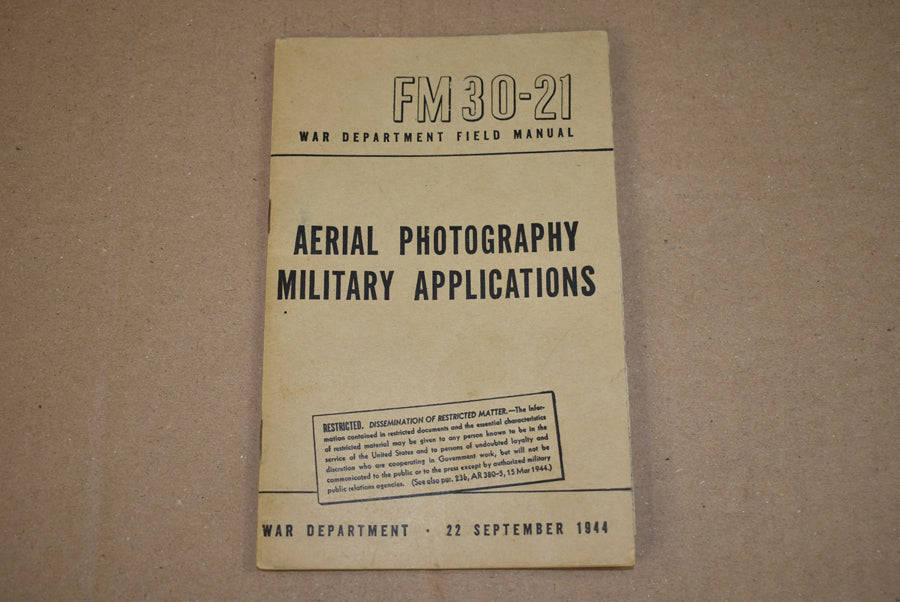 FM 30-21
WAR DEPARTMENT FIELD MANUAL
AERIAL PHOTOGRAPHY
MILITARY APPLICATIONS
RESTRICTED. DISSEMINATION OF RESTRICTED MATTER.—The infor-
mation contained in restricted documents and the essential characteristics
of restricted material may be given to any person known to be in the
service of the United States and to persons of undoubted loyalty and
discretion who are cooperating in Government work, but will not be
communicated to the public or to the press except by authorized military
public relations agencies. (See also par. 23b, AR 380-5, 15 Mar 1944.)
WAR DEPARTMENT · 22 SEPTEMBER 1944